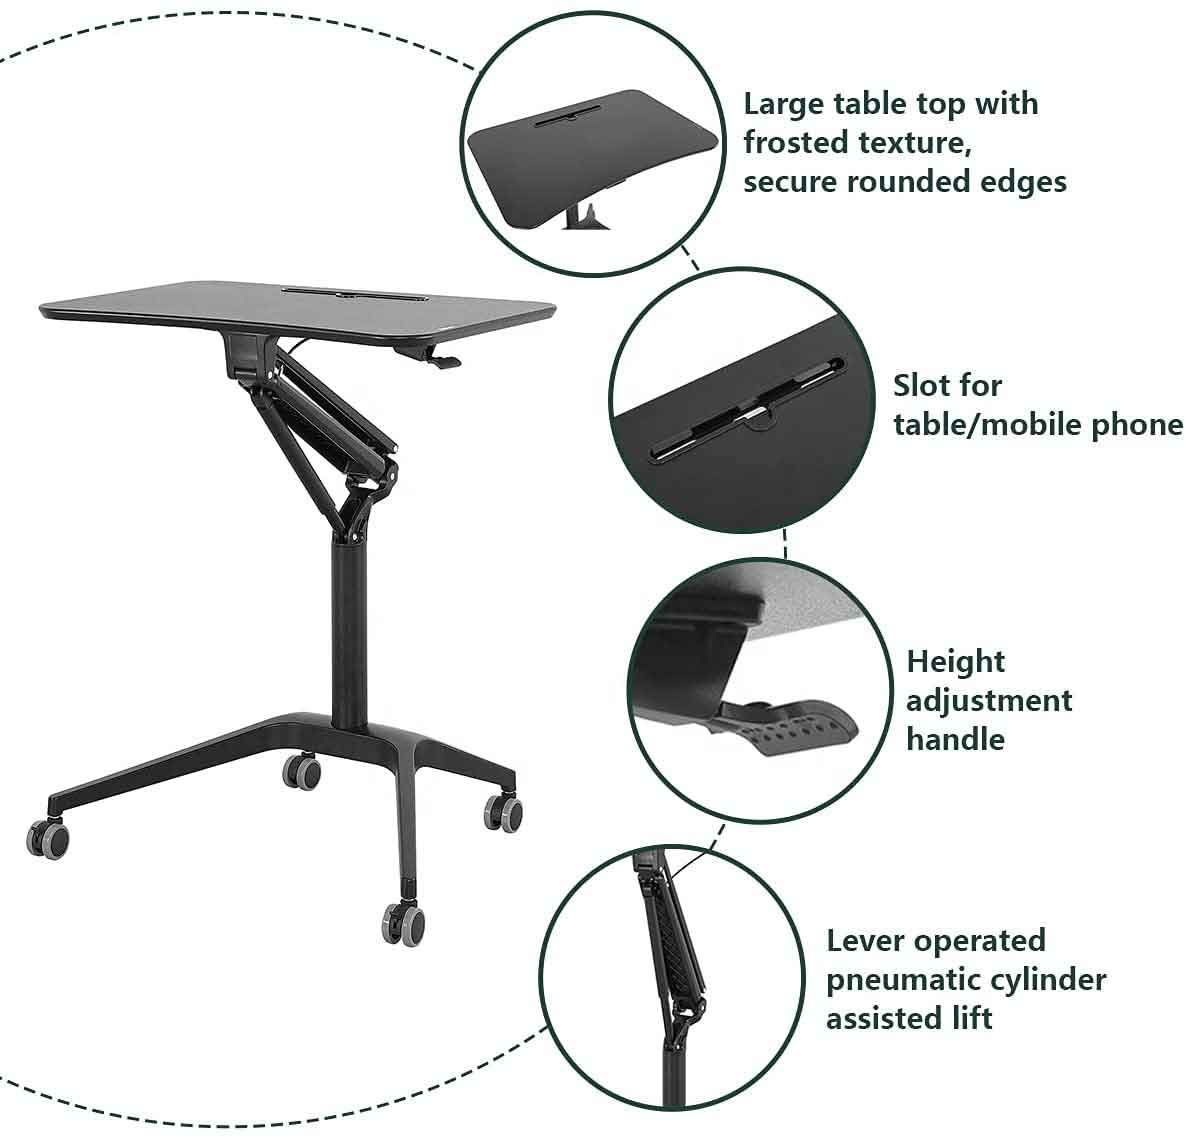 Large table top with
frosted texture,
secure rounded edges
Slot for
table/mobile phone
Height
adjustment
handle
Lever operated
pneumatic cylinder
assisted lift